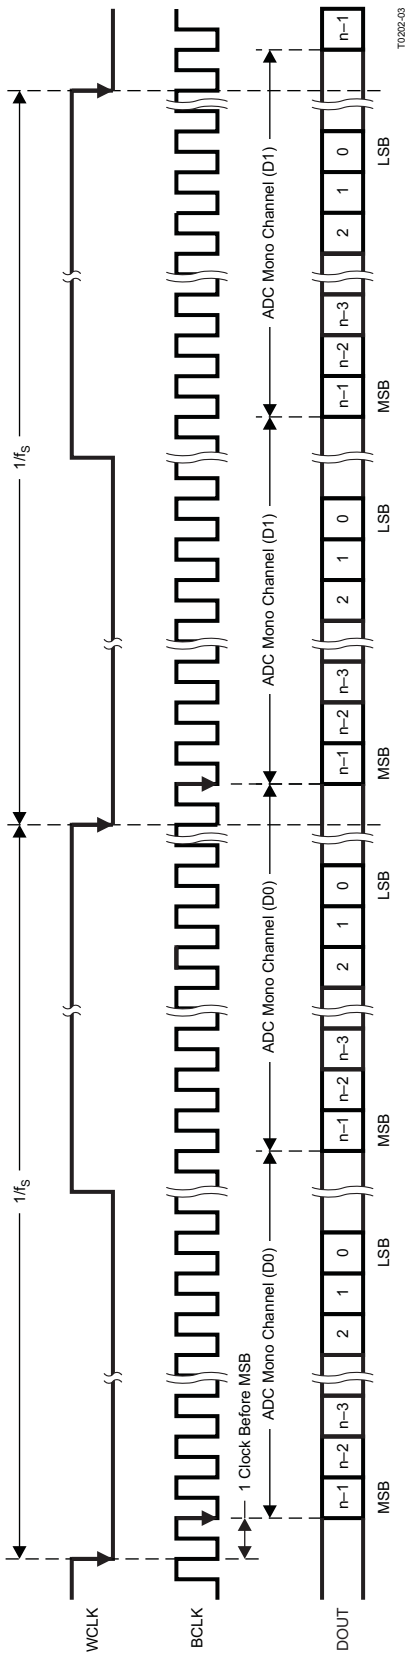 1/fS 1/fS
WCLK
BCLK
1 Clock Before MSB
ADC Mono Channel (D0) ADC Mono Channel (D0) ADC Mono Channel (D1) ADC Mono Channel (D1)
DOUT n–1 n–2 n–3 2 1 0 n–1 n–2 n–3 2 1 0 n–1 n–2 n–3 2 1 0 n–1 n–2 n–3 2 1 0 n–1
MSB LSB MSB LSB MSB LSB MSB LSB
T0202-03